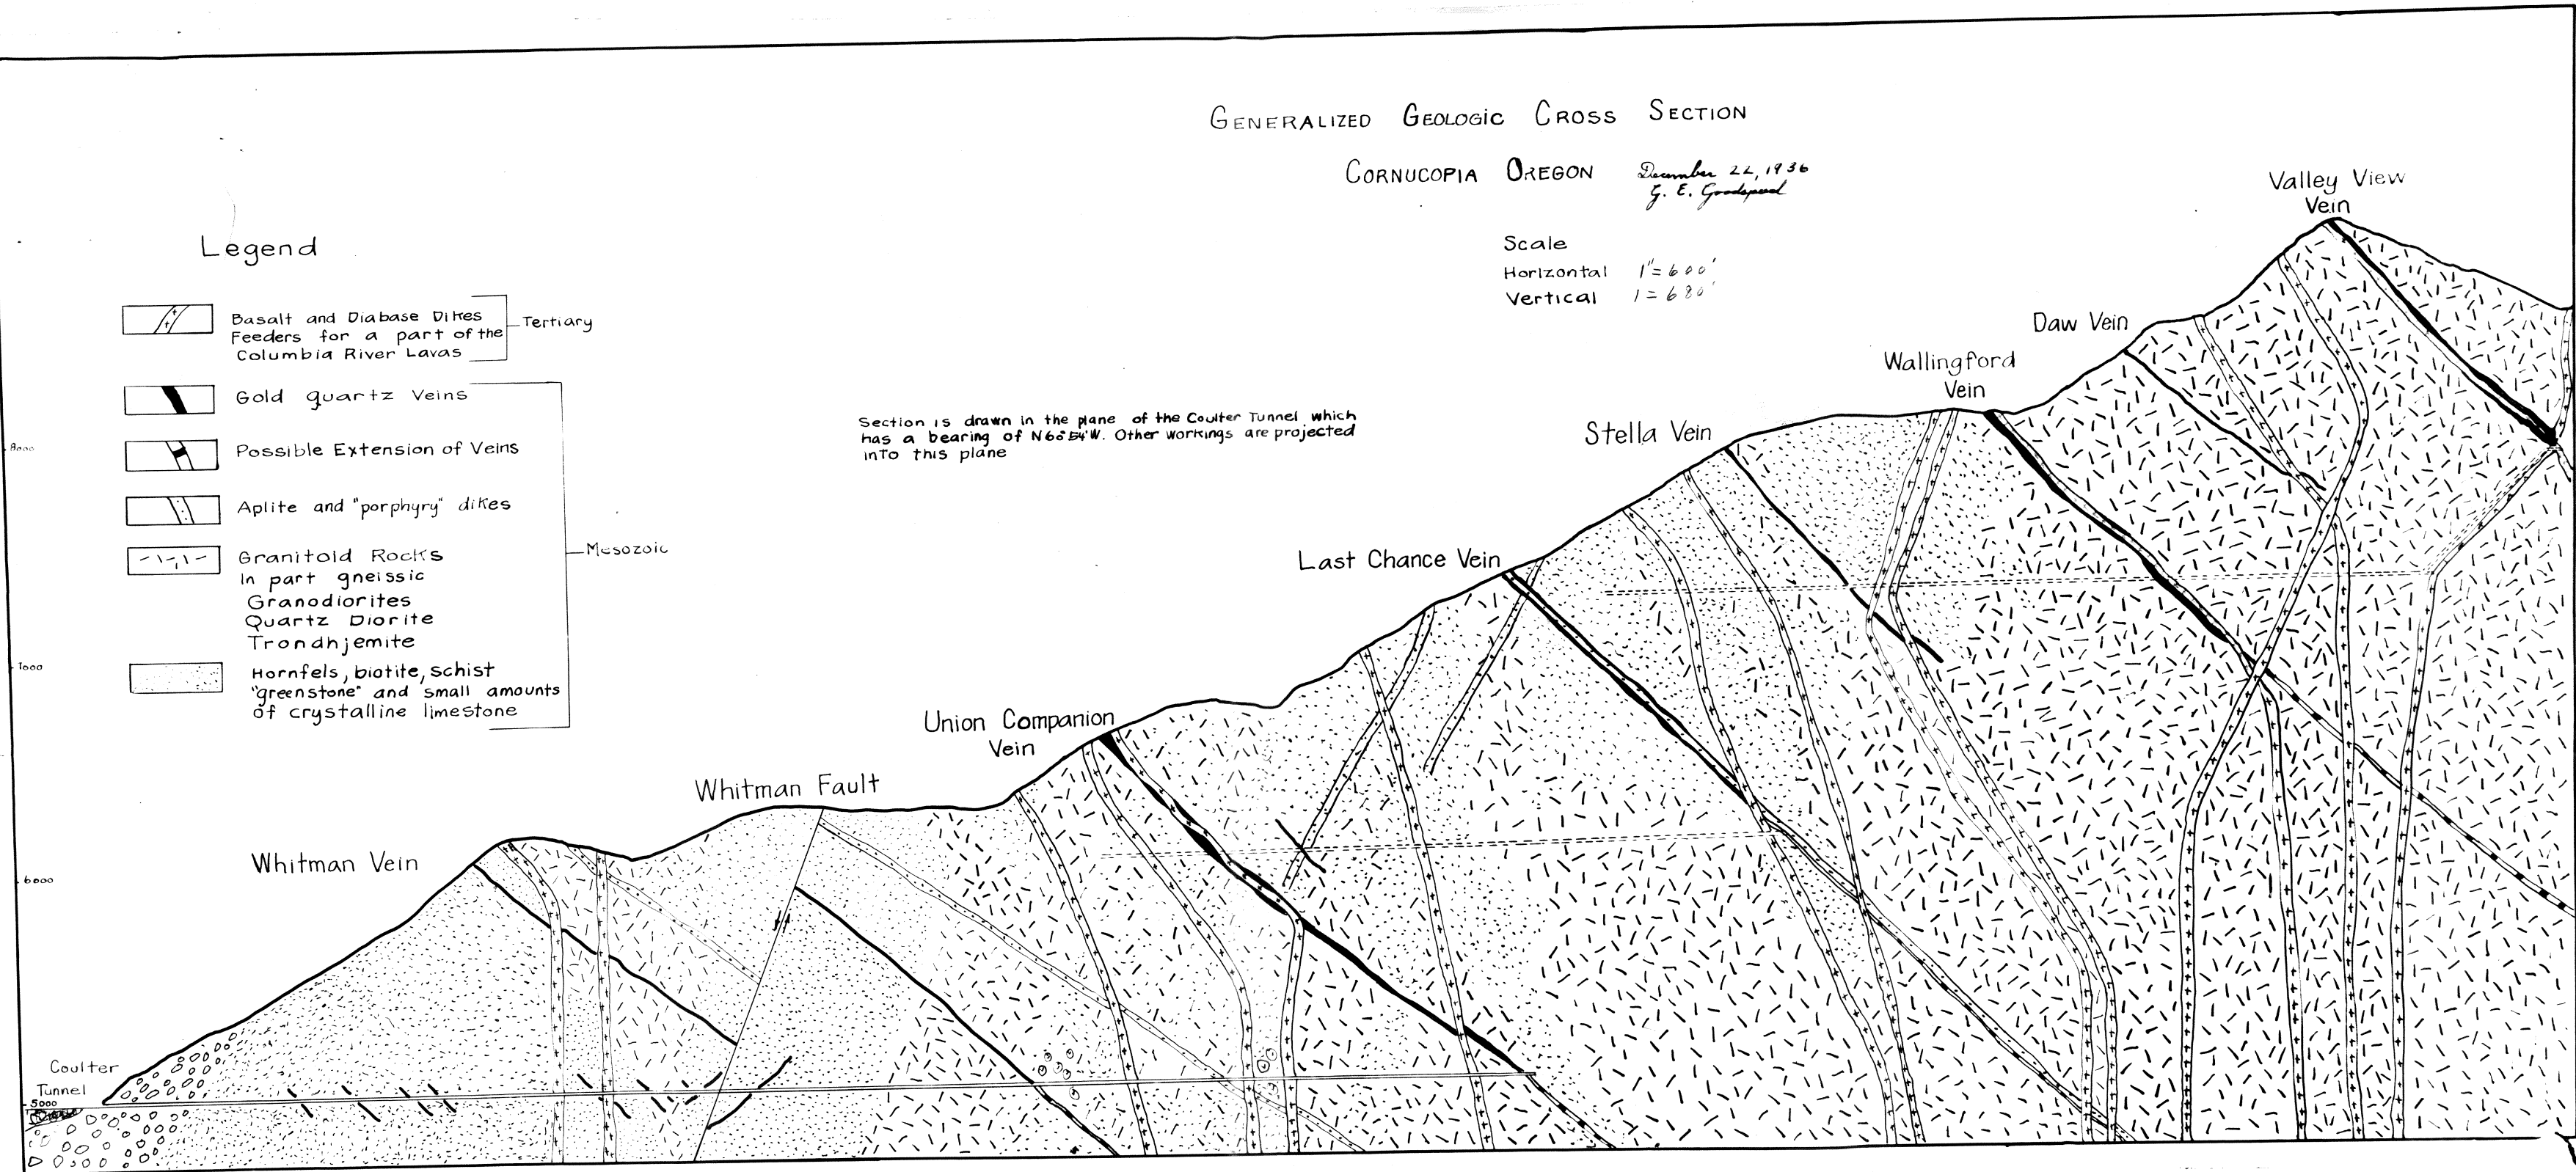 GENERALIZED GEOLOGIC CROSS SECTION
CORNUCOPIA OREGON
December 22, 1936
G. E. Goodspeed
Scale
Horizontal 1"=600'
Vertical 1=680'
Legend
Basalt and Diabase Dikes
Feeders for a part of the
Columbia River Lavas
Tertiary
Gold quartz Veins
Possible Extension of Veins
Aplite and "porphyry" dikes
Granitoid Rocks
In part gneissic
Granodiorites
Quartz Diorite
Trondhjemite
Hornfels, biotite, schist
"greenstone" and small amounts
of crystalline limestone
Mesozoic
Section is drawn in the plane of the Coulter Tunnel which
has a bearing of N60°54'W. Other workings are projected
into this plane
Valley View
Vein
Daw Vein
Wallingford
Vein
Stella Vein
Last Chance Vein
Union Companion
Vein
Whitman Fault
Whitman Vein
Coulter
Tunnel
8000
7000
6000
5000